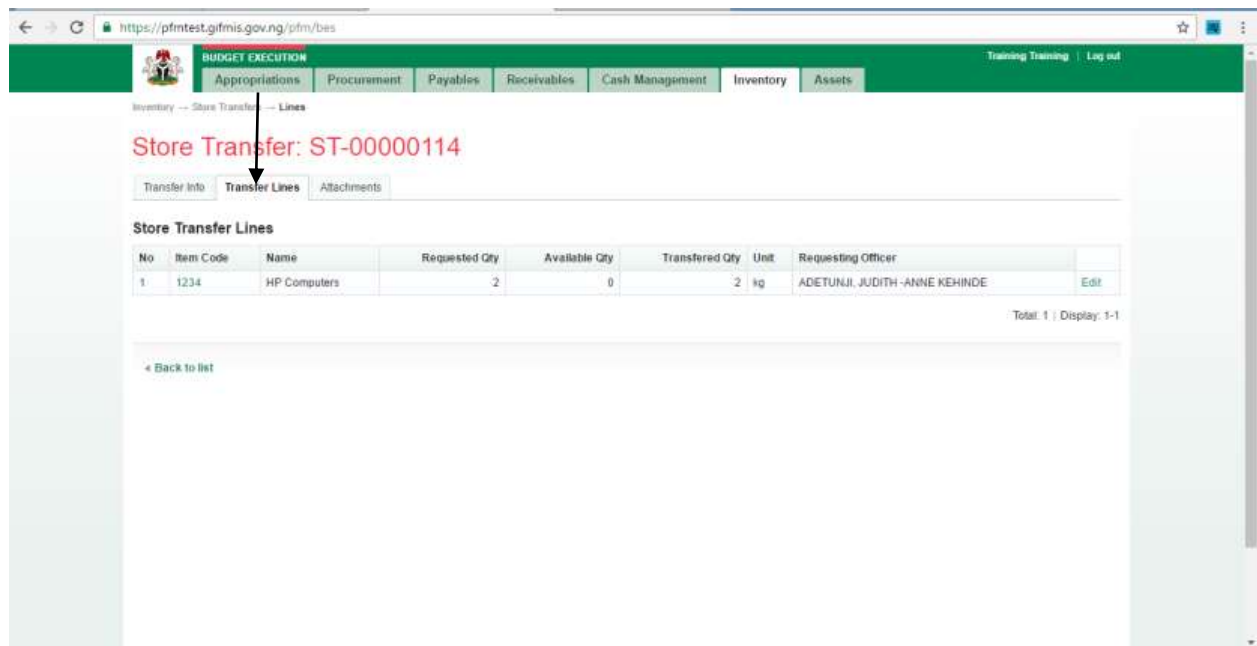 https://pfmtest.gifmis.gov.ng/pfm/bes
BUDGET EXECUTION
Training Training | Log out
Appropriations Procurement Payables Receivables Cash Management Inventory Assets
Inventory — Store Transfers — Lines
Store Transfer: ST-00000114
Transfer Info Transfer Lines Attachments
Store Transfer Lines
No Item Code Name Requested Qty Available Qty Transfered Qty Unit Requesting Officer
1 1234 HP Computers 2 0 2 kg ADETUNJI, JUDITH -ANNE KEHINDE Edit
Total: 1 | Display: 1-1
« Back to list